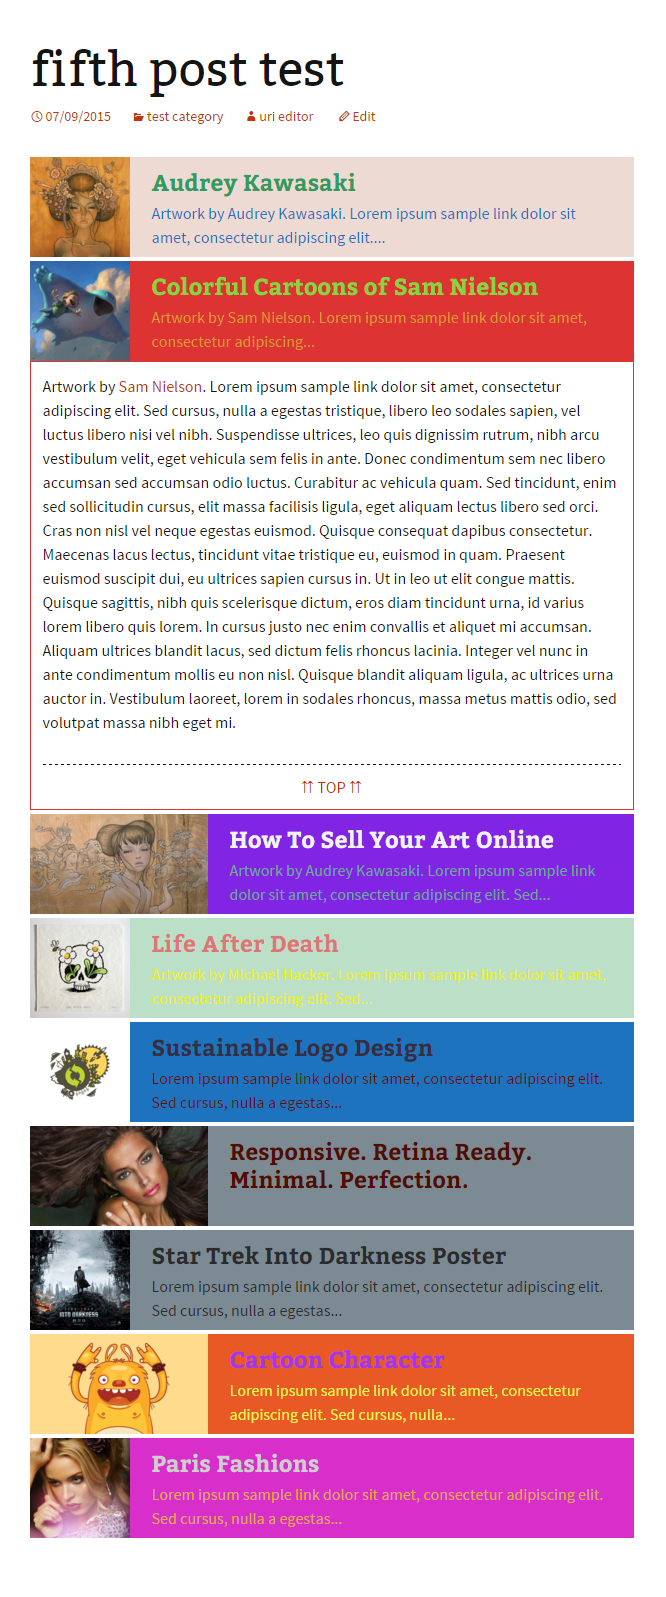 fifth post test
07/09/2015 test category uri editor Edit
Audrey Kawasaki
Artwork by Audrey Kawasaki. Lorem ipsum sample link dolor sit
amet, consectetur adipiscing elit....
Colorful Cartoons of Sam Nielson
Artwork by Sam Nielson. Lorem ipsum sample link dolor sit amet,
consectetur adipiscing...
Artwork by Sam Nielson. Lorem ipsum sample link dolor sit amet, consectetur
adipiscing elit. Sed cursus, nulla a egestas tristique, libero leo sodales sapien, vel
luctus libero nisi vel nibh. Suspendisse ultrices, leo quis dignissim rutrum, nibh arcu
vestibulum velit, eget vehicula sem felis in ante. Donec condimentum sem nec libero
accumsan sed accumsan odio luctus. Curabitur ac vehicula quam. Sed tincidunt, enim
sed sollicitudin cursus, elit massa facilisis ligula, eget aliquam lectus libero sed orci.
Cras non nisl vel neque egestas euismod. Quisque consequat dapibus consectetur.
Maecenas lacus lectus, tincidunt vitae tristique eu, euismod in quam. Praesent
euismod suscipit dui, eu ultrices sapien cursus in. Ut in leo ut elit congue mattis.
Quisque sagittis, nibh quis scelerisque dictum, eros diam tincidunt urna, id varius
lorem libero quis lorem. In cursus justo nec enim convallis et aliquet mi accumsan.
Aliquam ultrices blandit lacus, sed dictum felis rhoncus lacinia. Integer vel nunc in
ante condimentum mollis eu non nisl. Quisque blandit aliquam ligula, ac ultrices urna
auctor in. Vestibulum laoreet, lorem in sodales rhoncus, massa metus mattis odio, sed
volutpat massa nibh eget mi.
⇈ TOP ⇈
How To Sell Your Art Online
Artwork by Audrey Kawasaki. Lorem ipsum sample link
dolor sit amet, consectetur adipiscing elit. Sed...
Life After Death
Artwork by Michael Hacker. Lorem ipsum sample link dolor sit amet,
consectetur adipiscing elit. Sed...
Sustainable Logo Design
Lorem ipsum sample link dolor sit amet, consectetur adipiscing elit.
Sed cursus, nulla a egestas...
Responsive. Retina Ready.
Minimal. Perfection.
Star Trek Into Darkness Poster
Lorem ipsum sample link dolor sit amet, consectetur adipiscing elit.
Sed cursus, nulla a egestas...
INTO DARKNESS
Cartoon Character
Lorem ipsum sample link dolor sit amet, consectetur
adipiscing elit. Sed cursus, nulla...
Paris Fashions
Lorem ipsum sample link dolor sit amet, consectetur adipiscing elit.
Sed cursus, nulla a egestas...